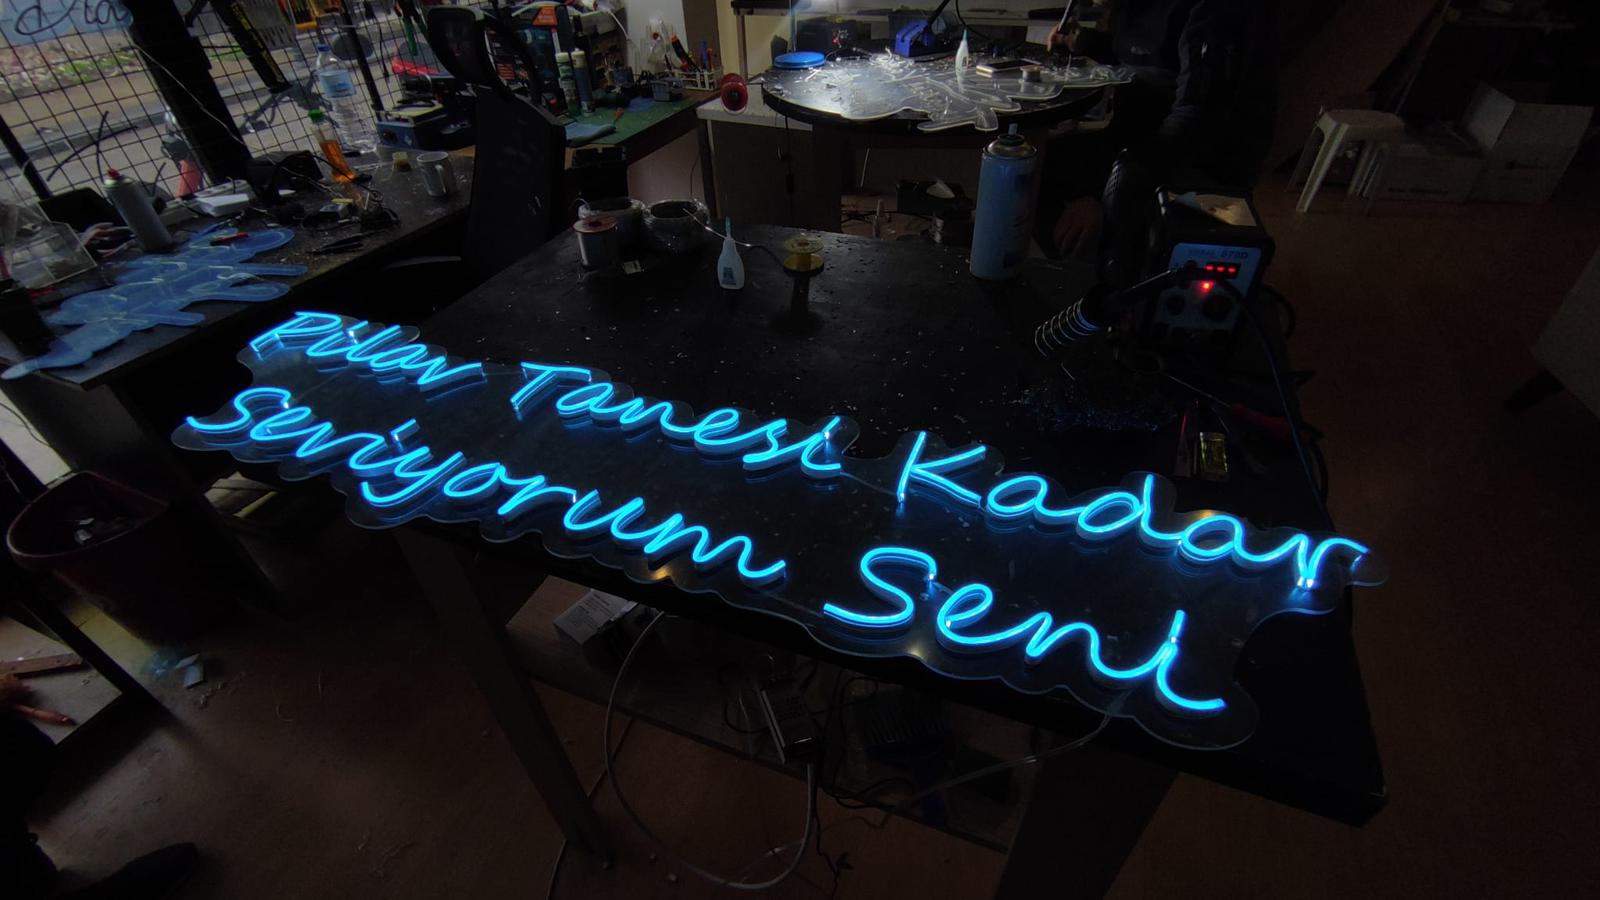 Pilav Tanesi Kadar
Seviyorum Seni